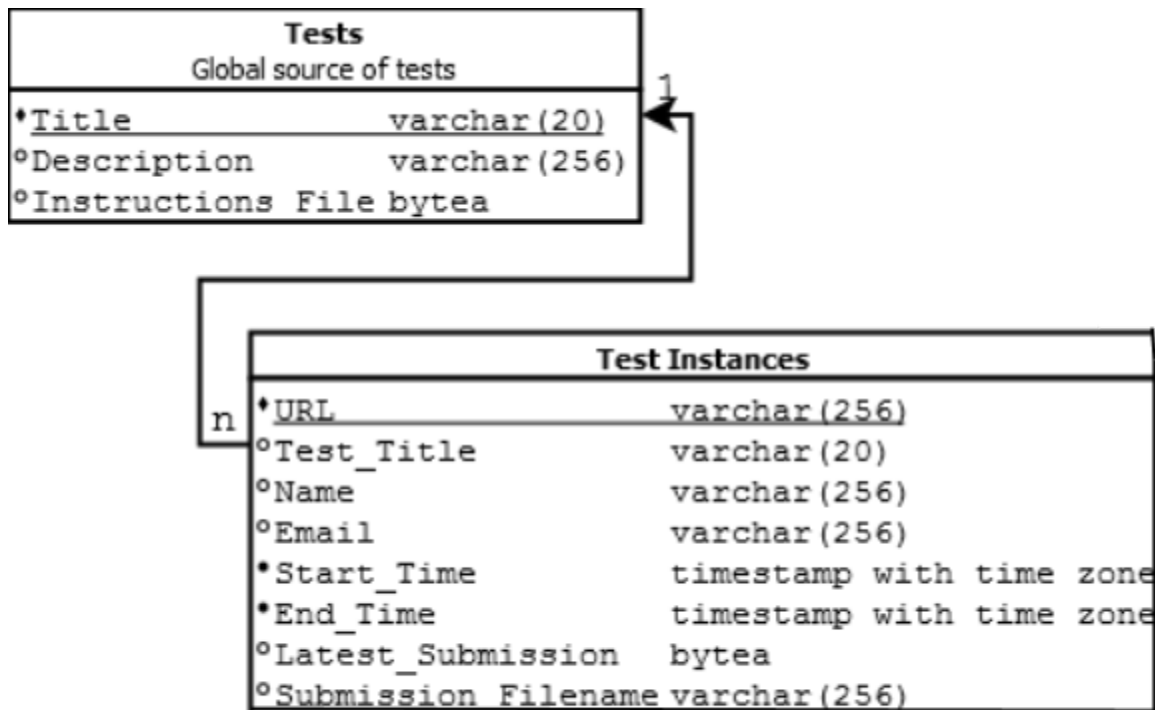 Tests
Global source of tests
1
Title varchar(20)
Description varchar(256)
Instructions File bytea
Test Instances
n
URL varchar(256)
Test_Title varchar(20)
Name varchar(256)
Email varchar(256)
Start_Time timestamp with time zone
End_Time timestamp with time zone
Latest_Submission bytea
Submission Filename varchar(256)